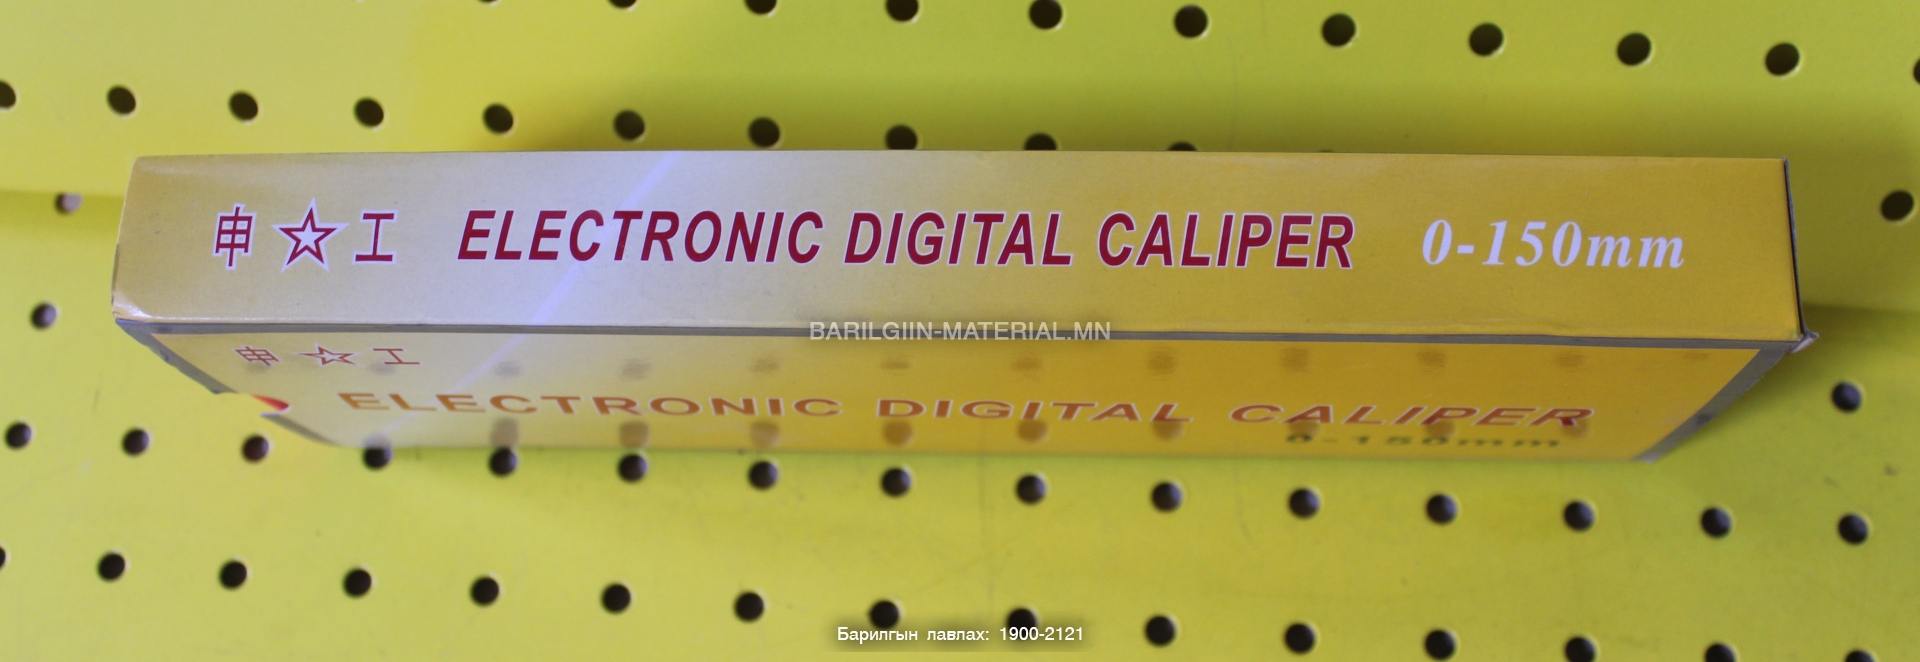 申☆工 ELECTRONIC DIGITAL CALIPER 0-150mm
BARILGIIN-MATERIAL.MN
申☆工
ELECTRONIC DIGITAL CALIPER
0-150mm
Барилгын лавлах: 1900-2121